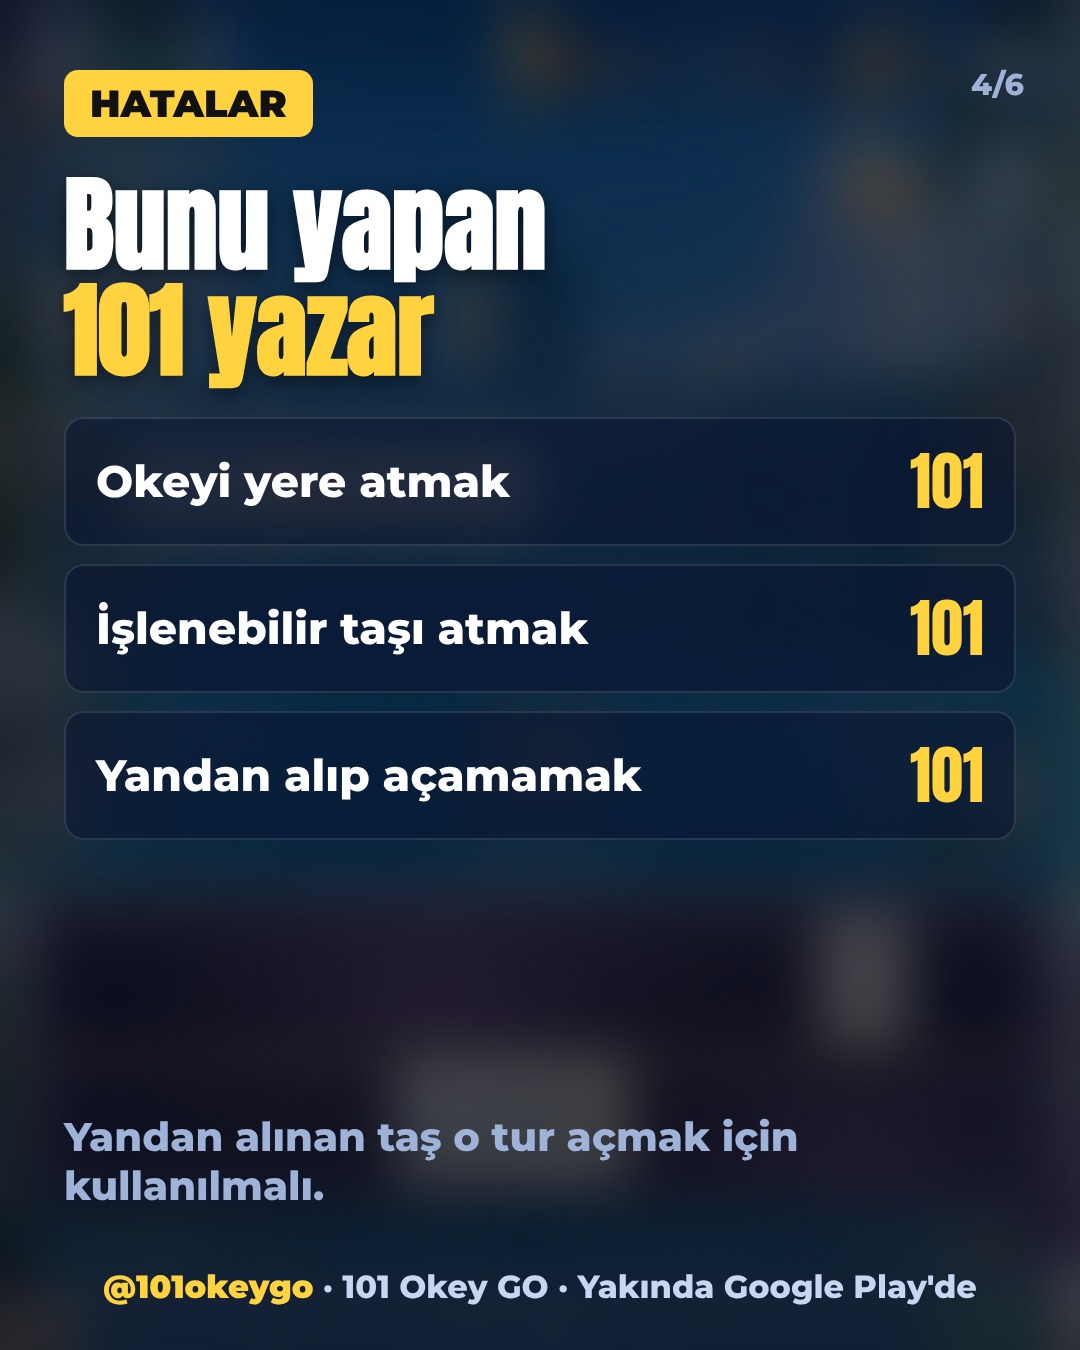 HATALAR
4/6
Bunu yapan
101 yazar
Okeyi yere atmak 101
İşlenebilir taşı atmak 101
Yandan alıp açamamak 101
Yandan alınan taş o tur açmak için
kullanılmalı.
@101okeygo · 101 Okey GO · Yakında Google Play'de